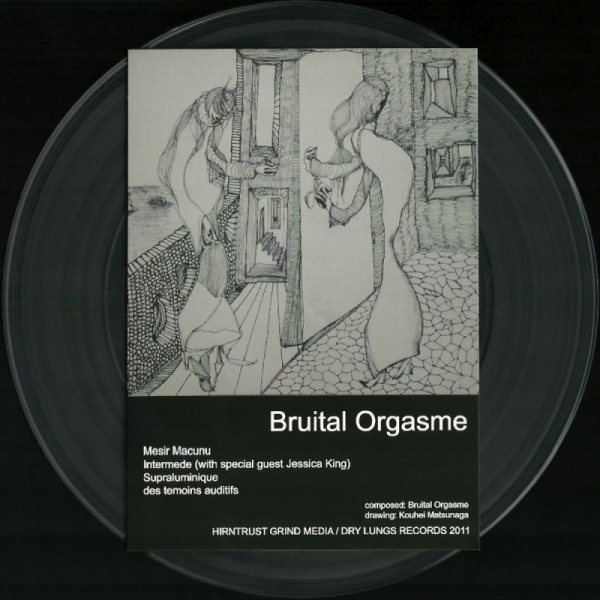 Bruital Orgasme
Mesir Macunu
Intermede (with special guest Jessica King)
Supraluminique
des temoins auditifs
composed: Bruital Orgasme
drawing: Kouhei Matsunaga
HIRNTRUST GRIND MEDIA / DRY LUNGS RECORDS 2011